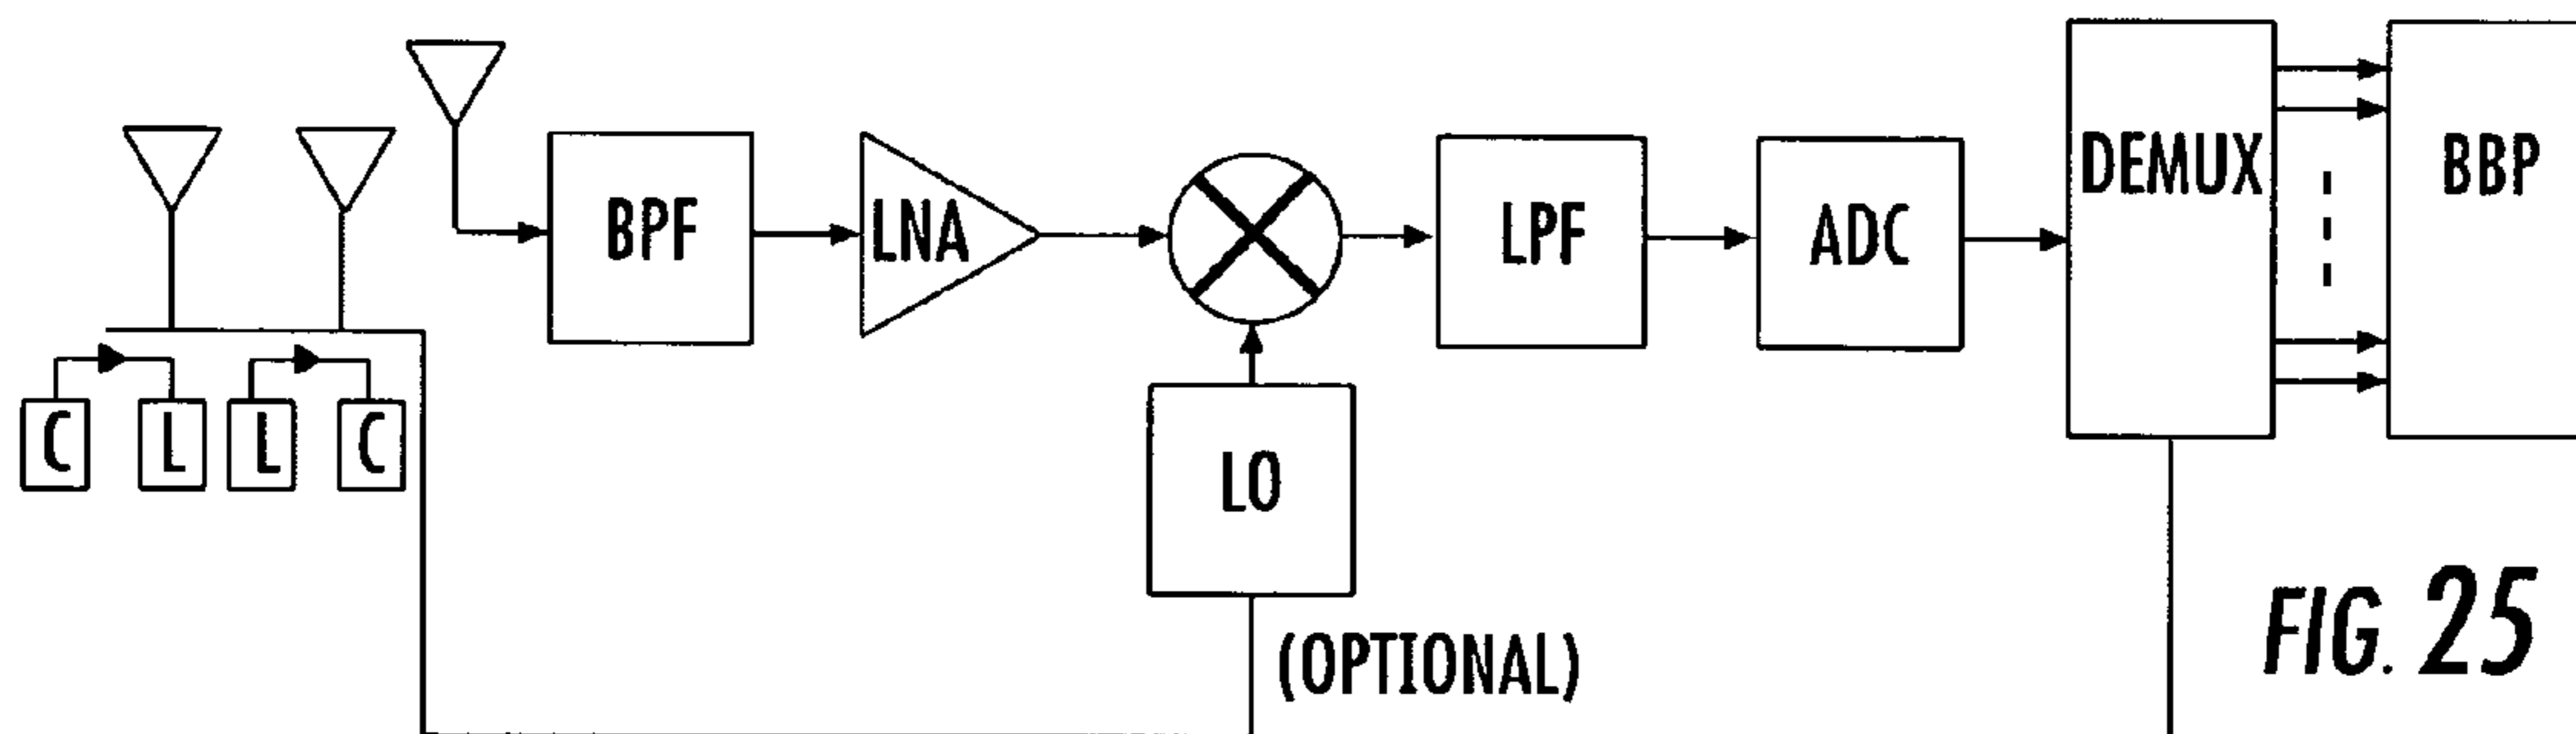 BPF
LNA
LPF
ADC
DEMUX
BBP
C
L
L
C
LO
(OPTIONAL)
FIG. 25